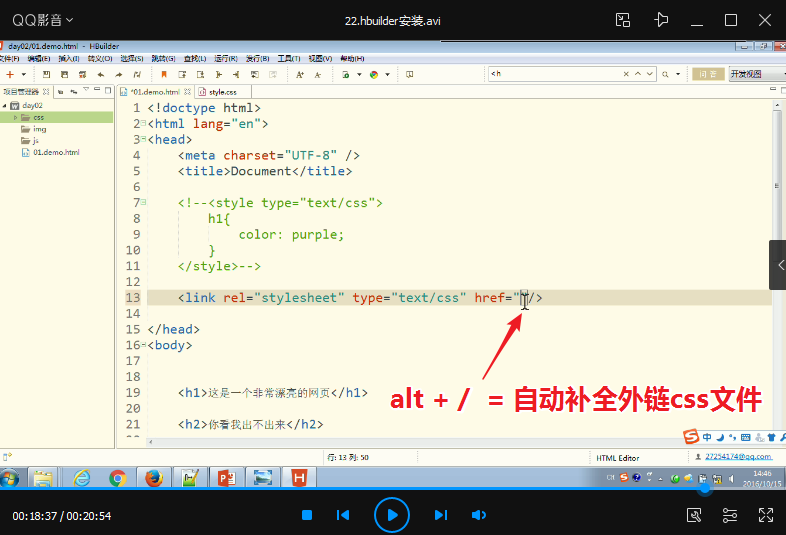 QQ影音
22.hbuilder安装.avi
day02/01.demo.html - HBuilder
文件(F) 编辑(E) 插入(I) 转义(O) 选择(S) 跳转(G) 查找(L) 运行(R) 发行(B) 工具(T) 视图(V) 帮助(H)
<h
开发视图
项目管理器
*01.demo.html
style.css
day02
css
img
js
01.demo.html
1 <!doctype html>
2 <html lang="en">
3 <head>
4 <meta charset="UTF-8" />
5 <title>Document</title>
6
7 <!--<style type="text/css">
8 h1{
9 color: purple;
10 }
11 </style>-->
12
13 <link rel="stylesheet" type="text/css" href=""/>
14
15 </head>
16 <body>
17
18
19 <h1>这是一个非常漂亮的网页</h1>
20
21 <h2>你看我出不出来</h2>
alt + / = 自动补全外链css文件
中
行: 13 列: 50
HTML Editor
27254174@qq.com
CH
14:46
2016/10/15
00:18:37 / 00:20:54